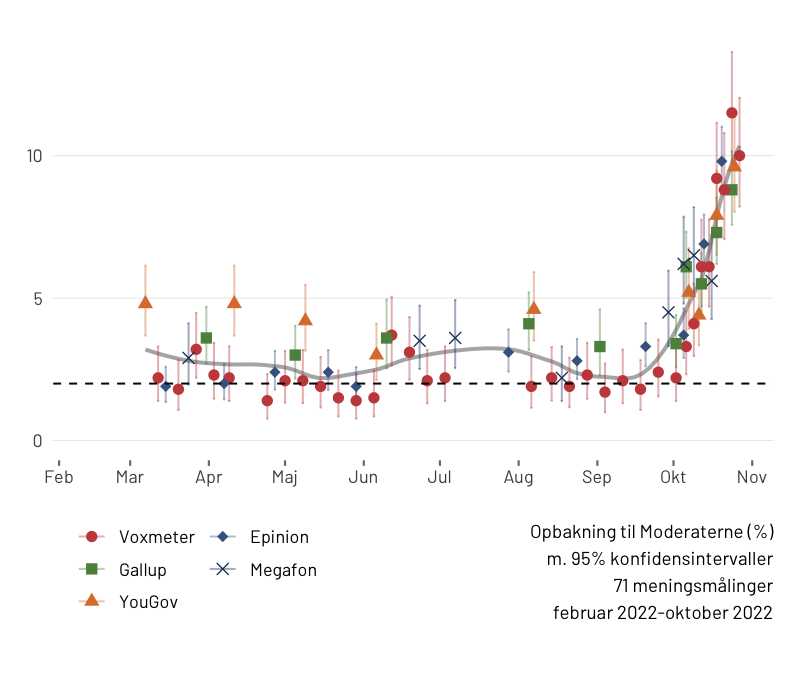 10
5
0
Feb Mar Apr Maj Jun Jul Aug Sep Okt Nov
Voxmeter Epinion
Gallup Megafon
YouGov
Opbakning til Moderaterne (%)
m. 95% konfidensintervaller
71 meningsmålinger
februar 2022-oktober 2022